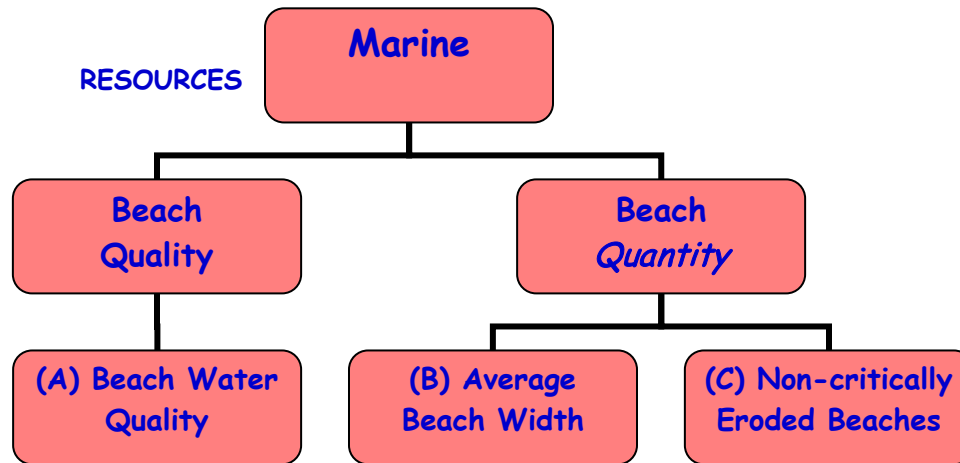 Marine
RESOURCES
Beach
Quality
Beach
Quantity
(A) Beach Water
Quality
(B) Average
Beach Width
(C) Non-critically
Eroded Beaches